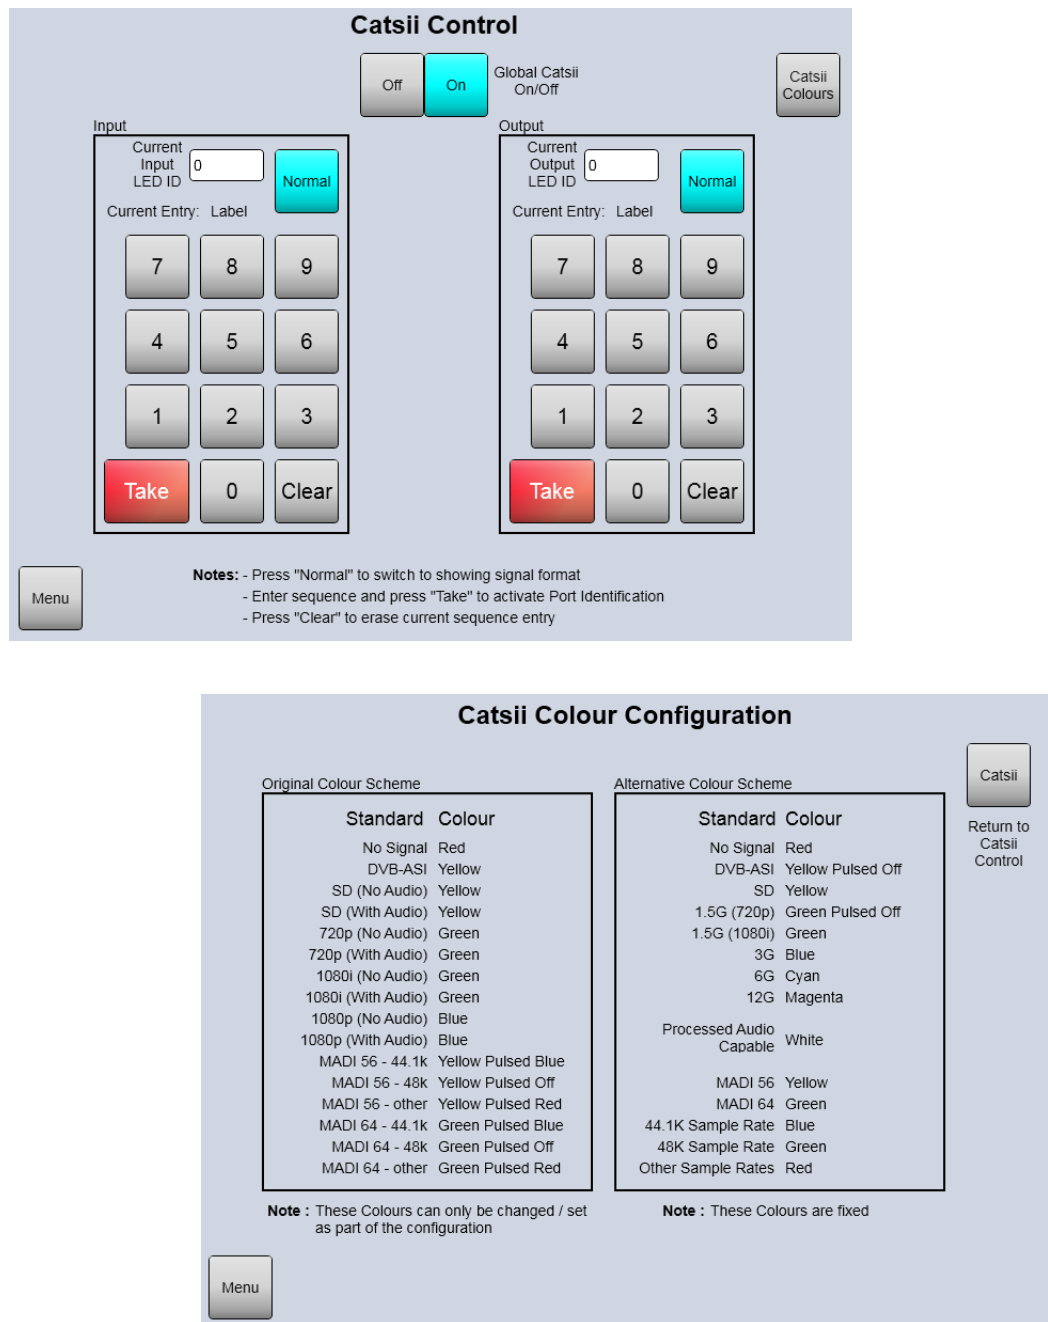 Catsii Control
Off
On
Global Catsii
On/Off
Catsii
Colours
Input
Current
Input
LED ID
0
Normal
Current Entry: Label
7 8 9
4 5 6
1 2 3
Take 0 Clear
Output
Current
Output
LED ID
0
Normal
Current Entry: Label
7 8 9
4 5 6
1 2 3
Take 0 Clear
Menu
Notes: - Press "Normal" to switch to showing signal format
- Enter sequence and press "Take" to activate Port Identification
- Press "Clear" to erase current sequence entry
Catsii Colour Configuration
Catsii
Return to
Catsii
Control
Original Colour Scheme
Standard Colour
No Signal Red
DVB-ASI Yellow
SD (No Audio) Yellow
SD (With Audio) Yellow
720p (No Audio) Green
720p (With Audio) Green
1080i (No Audio) Green
1080i (With Audio) Green
1080p (No Audio) Blue
1080p (With Audio) Blue
MADI 56 - 44.1k Yellow Pulsed Blue
MADI 56 - 48k Yellow Pulsed Off
MADI 56 - other Yellow Pulsed Red
MADI 64 - 44.1k Green Pulsed Blue
MADI 64 - 48k Green Pulsed Off
MADI 64 - other Green Pulsed Red
Note : These Colours can only be changed / set
as part of the configuration
Alternative Colour Scheme
Standard Colour
No Signal Red
DVB-ASI Yellow Pulsed Off
SD Yellow
1.5G (720p) Green Pulsed Off
1.5G (1080i) Green
3G Blue
6G Cyan
12G Magenta
Processed Audio
Capable White
MADI 56 Yellow
MADI 64 Green
44.1K Sample Rate Blue
48K Sample Rate Green
Other Sample Rates Red
Note : These Colours are fixed
Menu